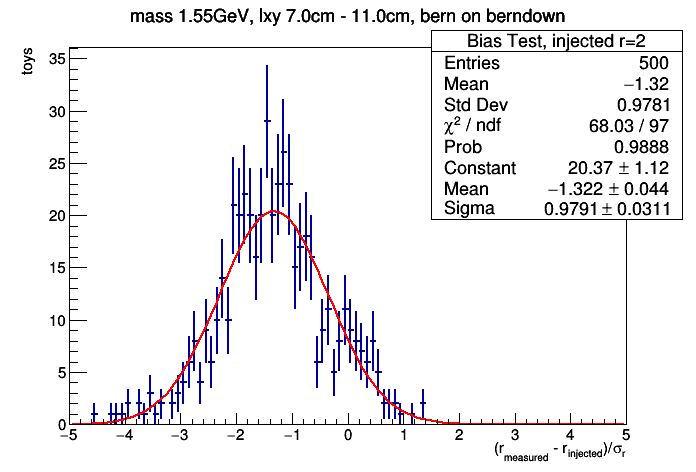 mass 1.55GeV, lxy 7.0cm - 11.0cm, bern on berndown
Bias Test, injected r=2
Entries 500
Mean −1.32
Std Dev 0.9781
χ² / ndf 68.03 / 97
Prob 0.9888
Constant 20.37 ± 1.12
Mean −1.322 ± 0.044
Sigma 0.9791 ± 0.0311
toys
35
30
25
20
15
10
5
0
−5 −4 −3 −2 −1 0 1 2 3 4 5
(r_measured - r_injected)/σ_r